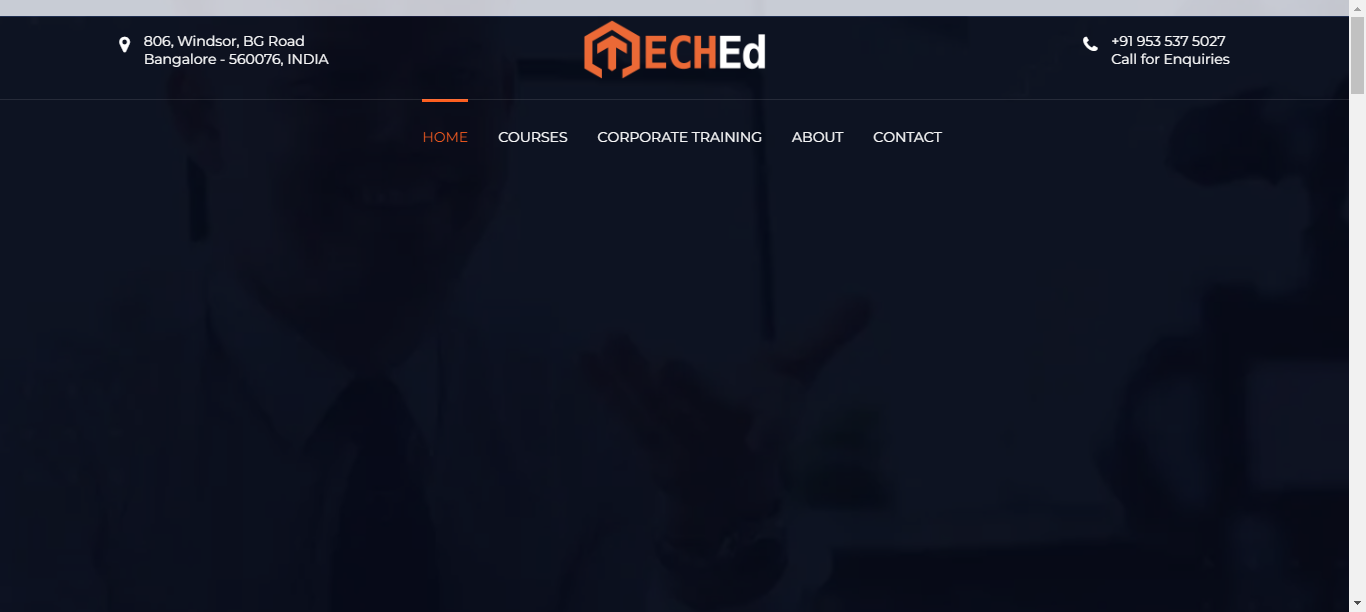 806, Windsor, BG Road
Bangalore - 560076, INDIA
TECHEd
+91 953 537 5027
Call for Enquiries
HOME
COURSES
CORPORATE TRAINING
ABOUT
CONTACT